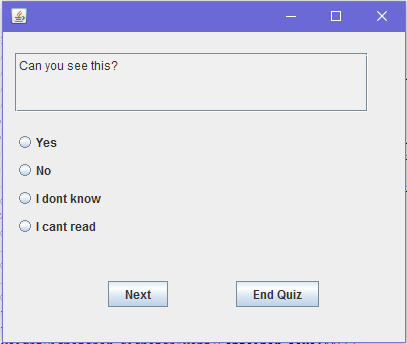 Can you see this?
Yes
No
I dont know
I cant read
Next End Quiz